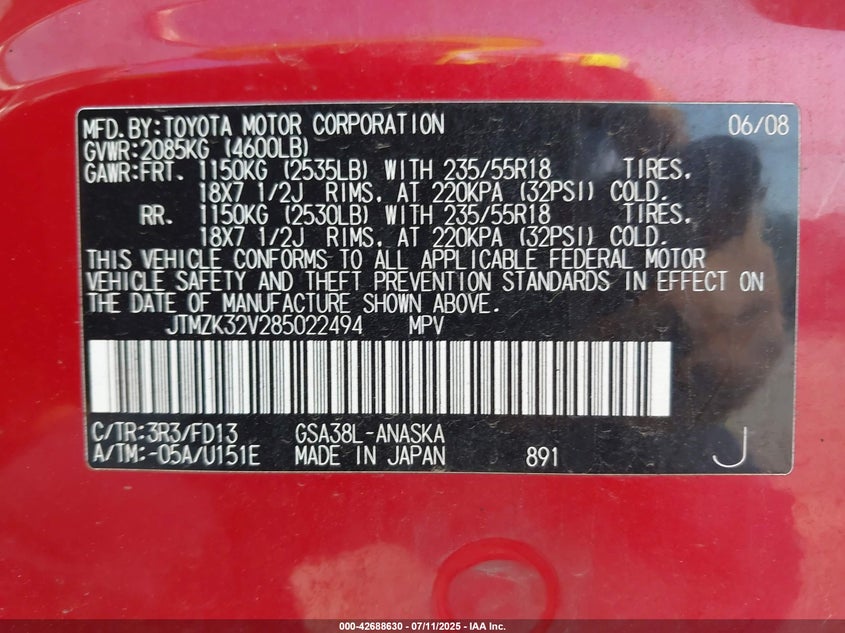 MFD.BY:TOYOTA MOTOR CORPORATION 06/08
GVWR:2085KG (4600LB)
GAWR:FRT. 1150KG (2535LB) WITH 235/55R18 TIRES.
18X7 1/2J RIMS. AT 220KPA (32PSI) COLD.
RR. 1150KG (2530LB) WITH 235/55R18 TIRES.
18X7 1/2J RIMS. AT 220KPA (32PSI) COLD.
THIS VEHICLE CONFORMS TO ALL APPLICABLE FEDERAL MOTOR
VEHICLE SAFETY AND THEFT PREVENTION STANDARDS IN EFFECT ON
THE DATE OF MANUFACTURE SHOWN ABOVE.
JTMZK32V285022494 MPV
C/TR:3R3/FD13 GSA38L-ANASKA
A/TM:-05A/U151E MADE IN JAPAN 891 J
000-42688630 - 07/11/2025 - IAA Inc.